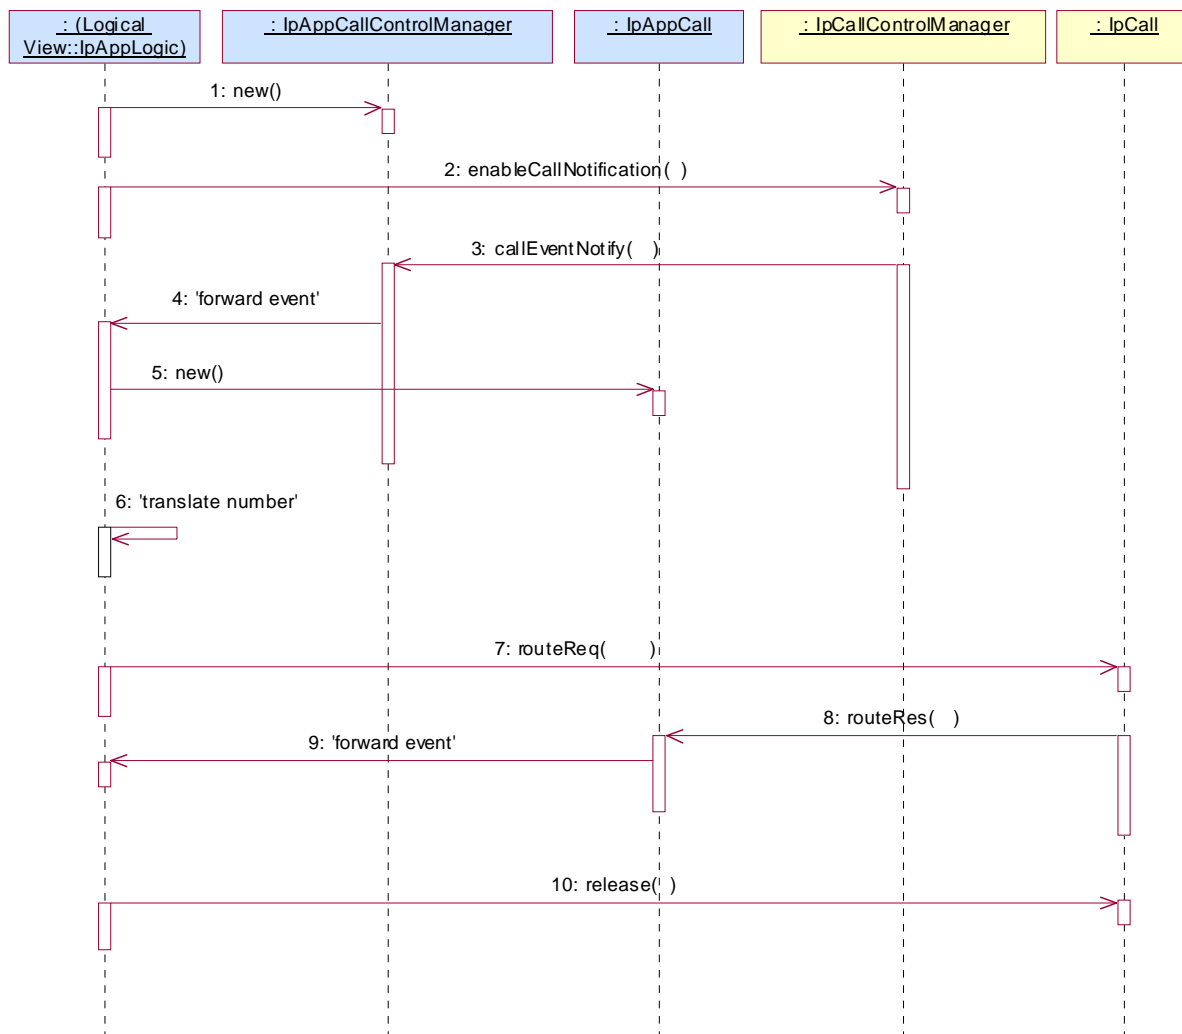 : (Logical
View::IpAppLogic)
: IpAppCallControlManager
: IpAppCall
: IpCallControlManager
: IpCall
1: new()
2: enableCallNotification( )
3: callEventNotify( )
4: 'forward event'
5: new()
6: 'translate number'
7: routeReq( )
8: routeRes( )
9: 'forward event'
10: release( )